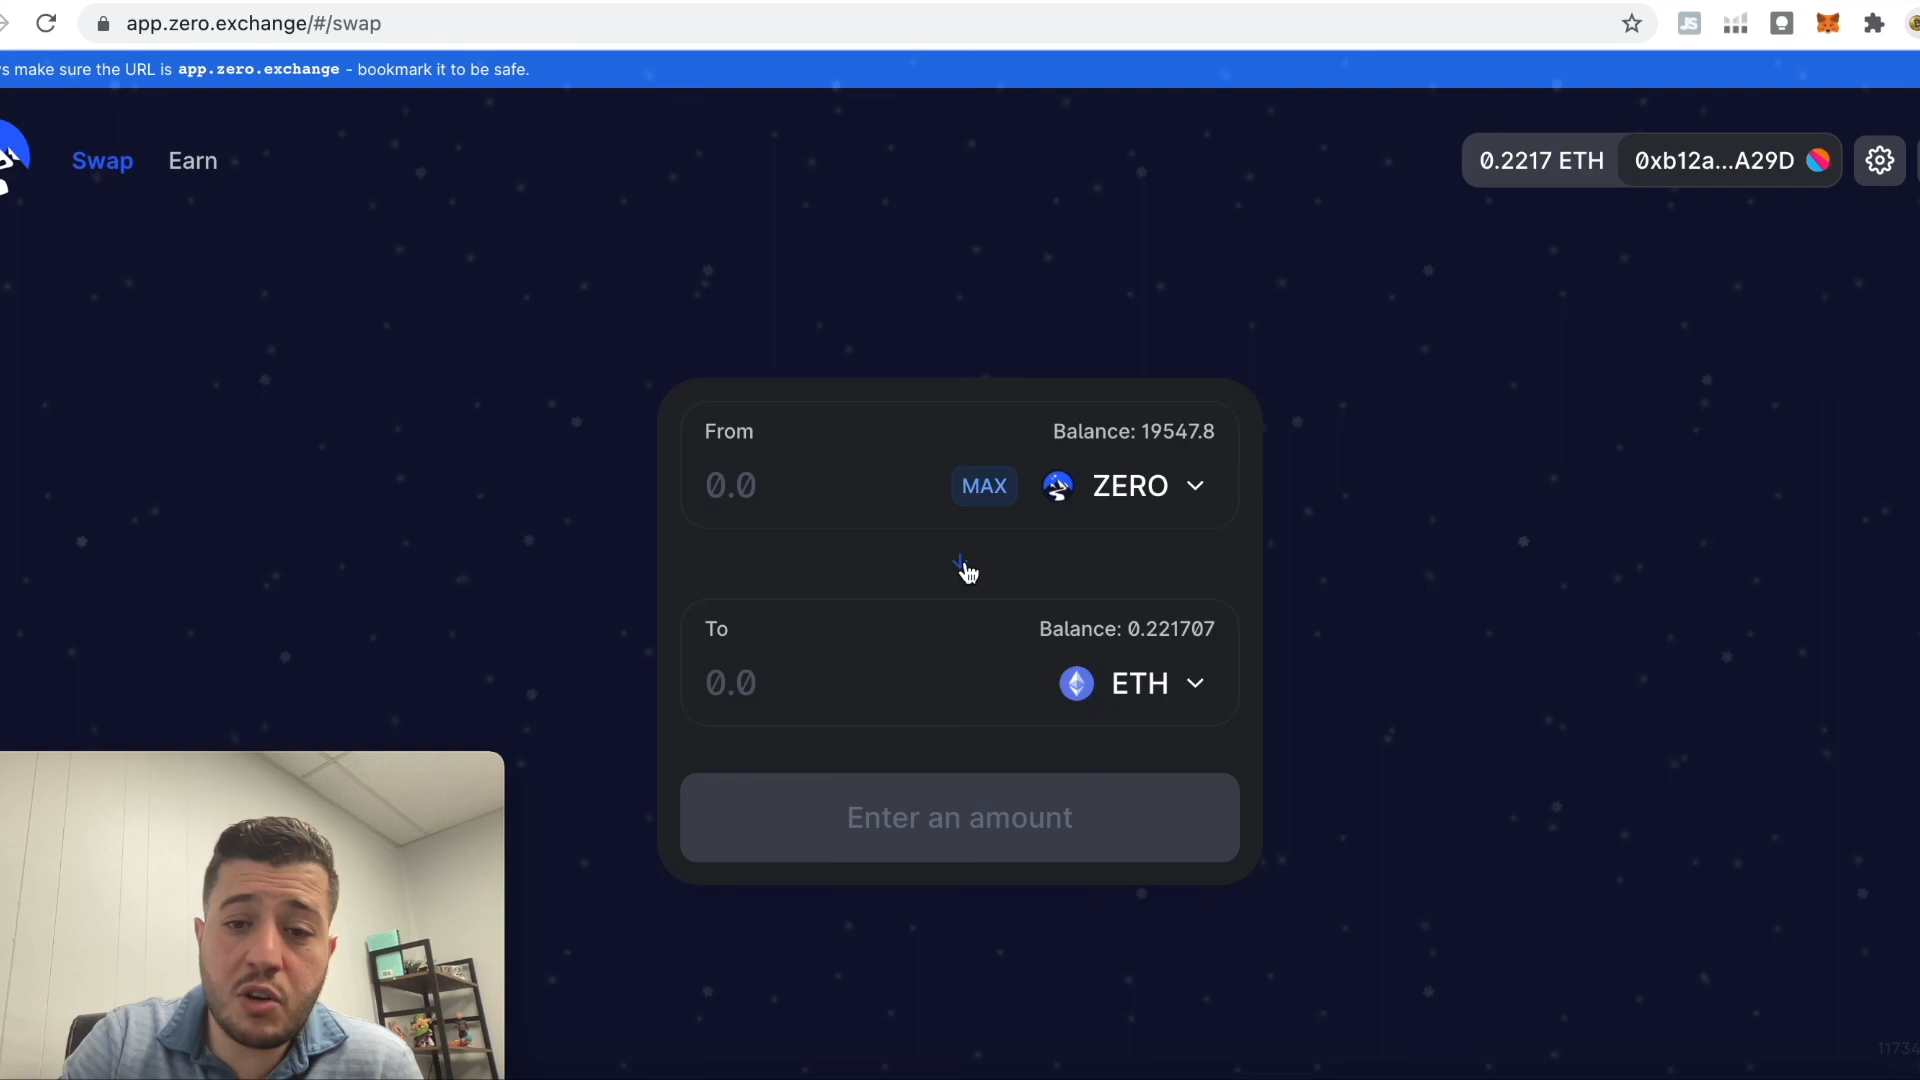 app.zero.exchange/#/swap
JS
s make sure the URL is app.zero.exchange - bookmark it to be safe.
Swap
Earn
0.2217 ETH
0xb12a...A29D
From
Balance: 19547.8
0.0
MAX
ZERO
To
Balance: 0.221707
0.0
ETH
Enter an amount
11734